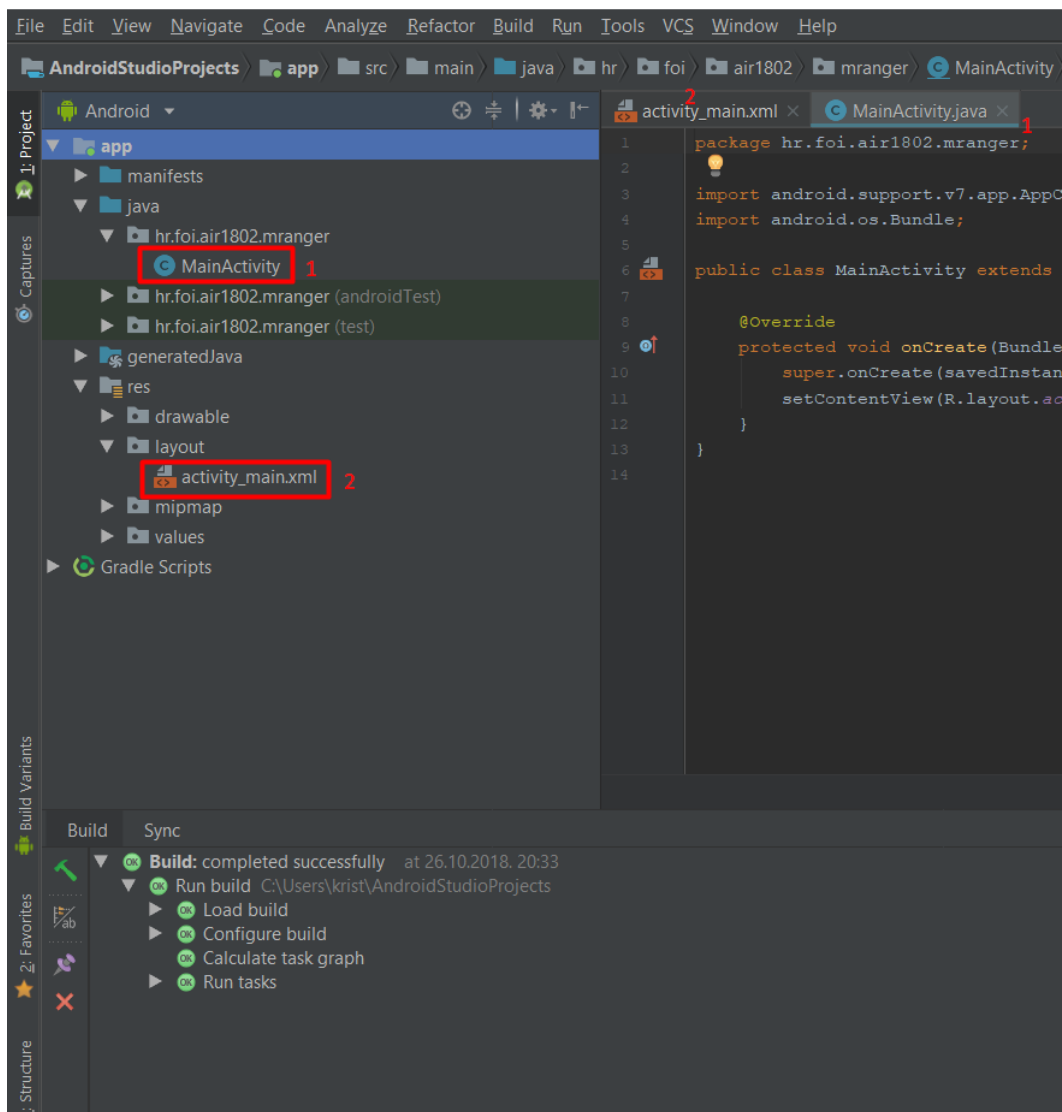 File Edit View Navigate Code Analyze Refactor Build Run Tools VCS Window Help
AndroidStudioProjects app src main java hr foi air1802 mranger MainActivity
1: Project
Captures
Build Variants
2: Favorites
Structure
Android
app
manifests
java
hr.foi.air1802.mranger
MainActivity 1
hr.foi.air1802.mranger (androidTest)
hr.foi.air1802.mranger (test)
generatedJava
res
drawable
layout
activity_main.xml 2
mipmap
values
Gradle Scripts
2
activity_main.xml MainActivity.java 1
1 package hr.foi.air1802.mranger;
2
3 import android.support.v7.app.AppC
4 import android.os.Bundle;
5
6 public class MainActivity extends
7
8 @Override
9 protected void onCreate(Bundle
10 super.onCreate(savedInstan
11 setContentView(R.layout.ac
12 }
13 }
14
Build Sync
Build: completed successfully at 26.10.2018. 20:33
Run build C:\Users\krist\AndroidStudioProjects
OK Load build
OK Configure build
OK Calculate task graph
OK Run tasks